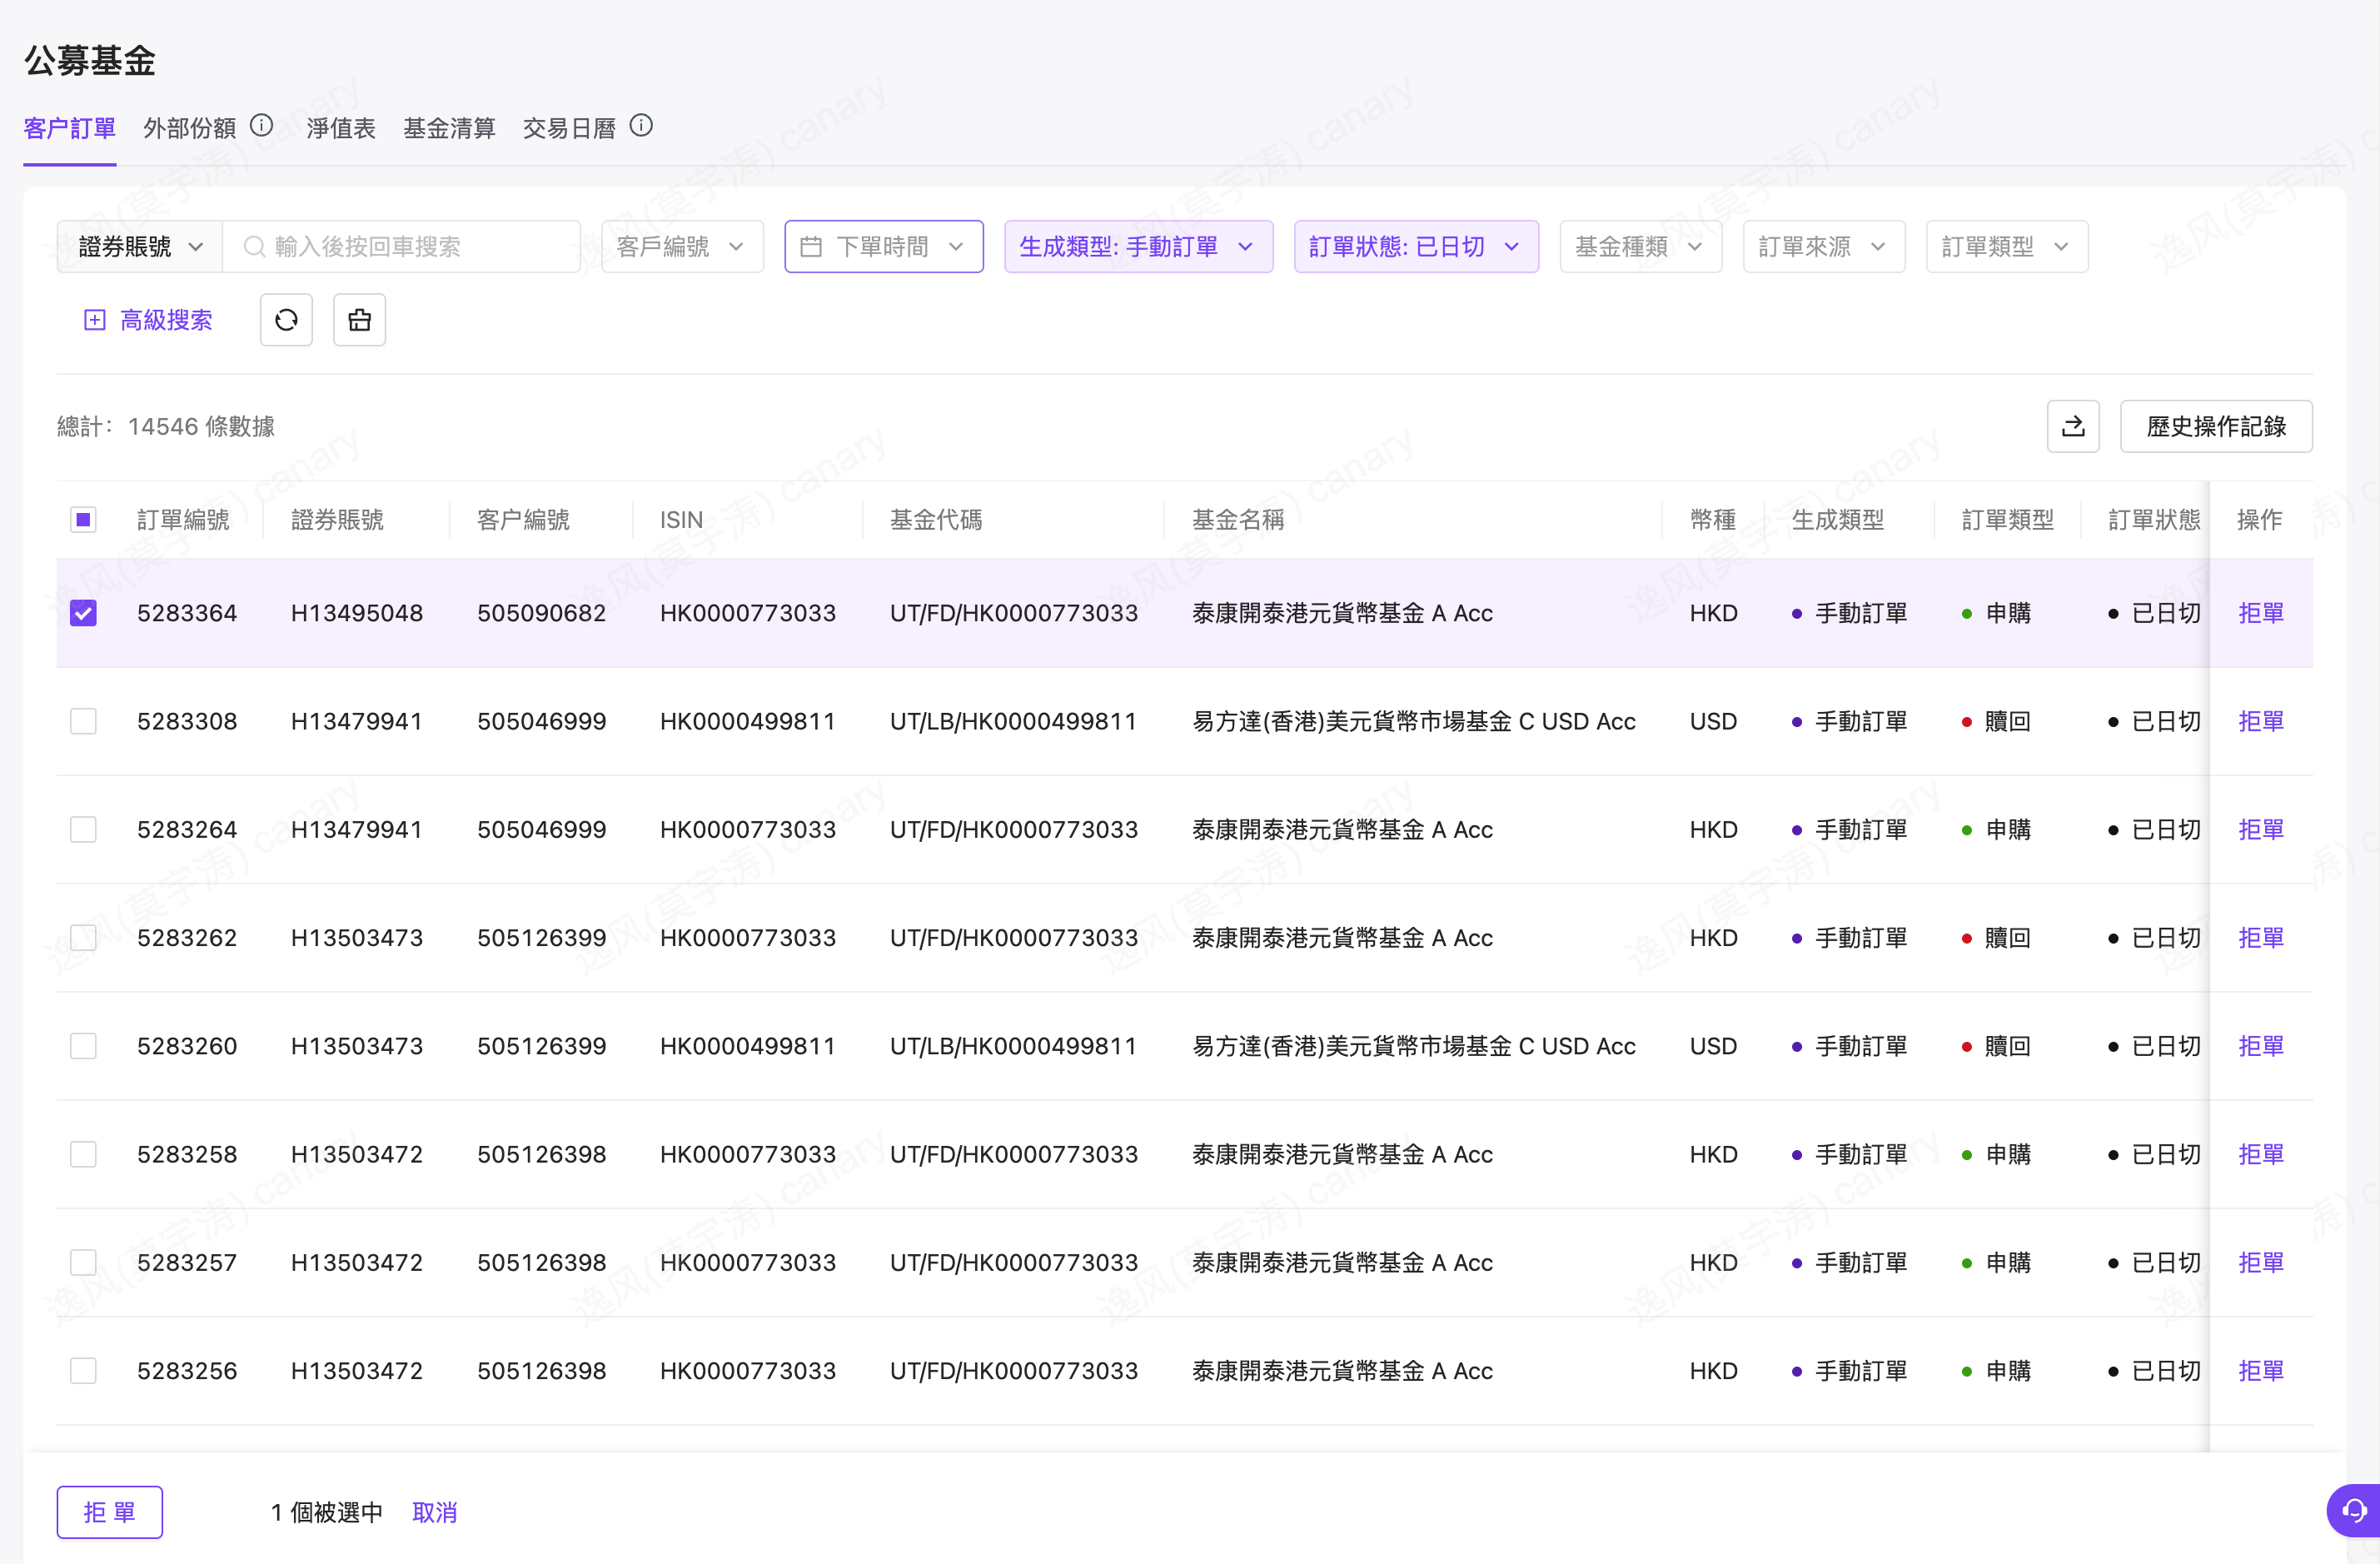 公募基金
客户訂單 外部份額 淨值表 基金清算 交易日曆
證券賬號 輸入後按回車搜索 客戶編號 下單時間 生成類型: 手動訂單 訂單狀態: 已日切 基金種類 訂單來源 訂單類型
高級搜索
總計： 14546 條數據 歷史操作記錄
訂單編號 證券賬號 客户編號 ISIN 基金代碼 基金名稱 幣種 生成類型 訂單類型 訂單狀態 操作
5283364 H13495048 505090682 HK0000773033 UT/FD/HK0000773033 泰康開泰港元貨幣基金 A Acc HKD 手動訂單 申購 已日切 拒單
5283308 H13479941 505046999 HK0000499811 UT/LB/HK0000499811 易方達(香港)美元貨幣市場基金 C USD Acc USD 手動訂單 贖回 已日切 拒單
5283264 H13479941 505046999 HK0000773033 UT/FD/HK0000773033 泰康開泰港元貨幣基金 A Acc HKD 手動訂單 申購 已日切 拒單
5283262 H13503473 505126399 HK0000773033 UT/FD/HK0000773033 泰康開泰港元貨幣基金 A Acc HKD 手動訂單 贖回 已日切 拒單
5283260 H13503473 505126399 HK0000499811 UT/LB/HK0000499811 易方達(香港)美元貨幣市場基金 C USD Acc USD 手動訂單 贖回 已日切 拒單
5283258 H13503472 505126398 HK0000773033 UT/FD/HK0000773033 泰康開泰港元貨幣基金 A Acc HKD 手動訂單 申購 已日切 拒單
5283257 H13503472 505126398 HK0000773033 UT/FD/HK0000773033 泰康開泰港元貨幣基金 A Acc HKD 手動訂單 申購 已日切 拒單
5283256 H13503472 505126398 HK0000773033 UT/FD/HK0000773033 泰康開泰港元貨幣基金 A Acc HKD 手動訂單 申購 已日切 拒單
拒 單 1 個被選中 取消
逸风(莫宇涛) canary